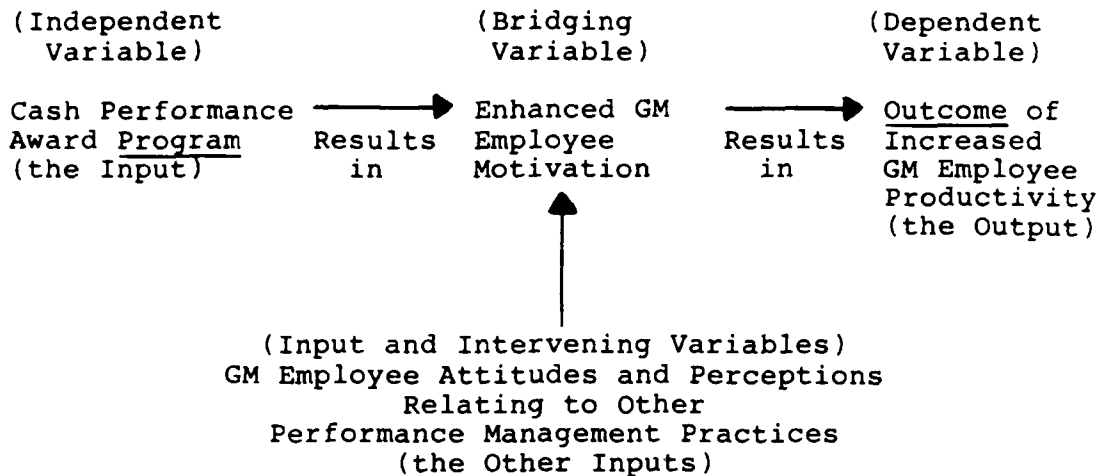 (Independent
Variable)
Cash Performance
Award Program
(the Input)
Results
in
(Bridging
Variable)
Enhanced GM
Employee
Motivation
Results
in
(Dependent
Variable)
Outcome of
Increased
GM Employee
Productivity
(the Output)
(Input and Intervening Variables)
GM Employee Attitudes and Perceptions
Relating to Other
Performance Management Practices
(the Other Inputs)